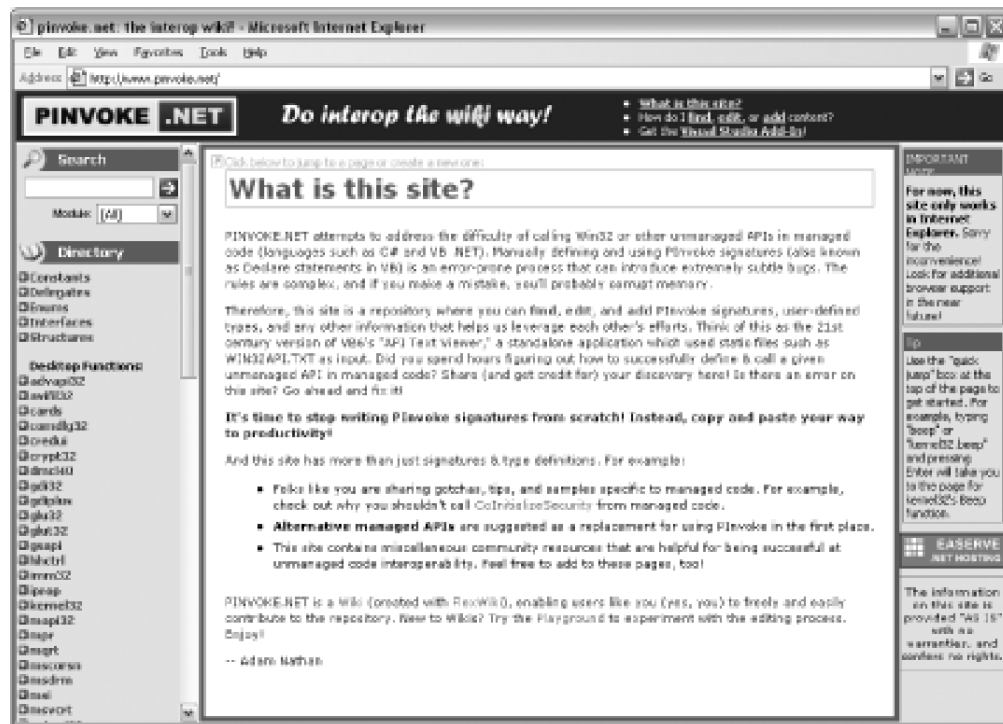 pinvoke.net: the interop wiki! - Microsoft Internet Explorer
File Edit View Favorites Tools Help
Address http://www.pinvoke.net/ Go
PINVOKE .NET
Do interop the wiki way!
What is this site?
How do I find, edit, or add content?
Get the Visual Studio Add-In!
Search
Module: (All)
Directory
Constants
Delegates
Enums
Interfaces
Structures
Desktop Functions:
advapi32
avifil32
cards
comdlg32
credui
crypt32
dmcl40
gdi32
gdiplus
glu32
glut32
gsapi
hhctrl
imm32
iprop
kernel32
mapi32
mpr
mqrt
mscorsn
msdrm
msi
msvcrt
Click below to jump to a page or create a new one:
What is this site?
PINVOKE.NET attempts to address the difficulty of calling Win32 or other unmanaged APIs in managed
code (languages such as C# and VB .NET). Manually defining and using PInvoke signatures (also known
as Declare statements in VB) is an error-prone process that can introduce extremely subtle bugs. The
rules are complex, and if you make a mistake, you'll probably corrupt memory.
Therefore, this site is a repository where you can find, edit, and add PInvoke signatures, user-defined
types, and any other information that helps us leverage each other's efforts. Think of this as the 21st
century version of VB6's "API Text Viewer," a standalone application which used static files such as
WIN32API.TXT as input. Did you spend hours figuring out how to successfully define & call a given
unmanaged API in managed code? Share (and get credit for) your discovery here! Is there an error on
this site? Go ahead and fix it!
It's time to stop writing PInvoke signatures from scratch! Instead, copy and paste your way
to productivity!
And this site has more than just signatures & type definitions. For example:
Folks like you are sharing gotchas, tips, and samples specific to managed code. For example,
check out why you shouldn't call CoInitializeSecurity from managed code.
Alternative managed APIs are suggested as a replacement for using PInvoke in the first place.
This site contains miscellaneous community resources that are helpful for being successful at
unmanaged code interoperability. Feel free to add to these pages, too!
PINVOKE.NET is a Wiki (created with FlexWiki), enabling users like you (yes, you) to freely and easily
contribute to the repository. New to Wikis? Try the Playground to experiment with the editing process.
Enjoy!
-- Adam Nathan
IMPORTANT
For now, this
site only works
in Internet
Explorer. Sorry
for the
inconvenience!
Look for additional
browser support
in the near
future!
Tip
Use the "quick
jump" box at the
top of the page to
get started. For
example, typing
"beep" or
"kernel32.beep"
and pressing
Enter will take you
to the page for
kernel32's Beep
function.
EASERVE
.NET HOSTING
The information
on this site is
provided "AS IS"
with no
warranties, and
confers no rights.